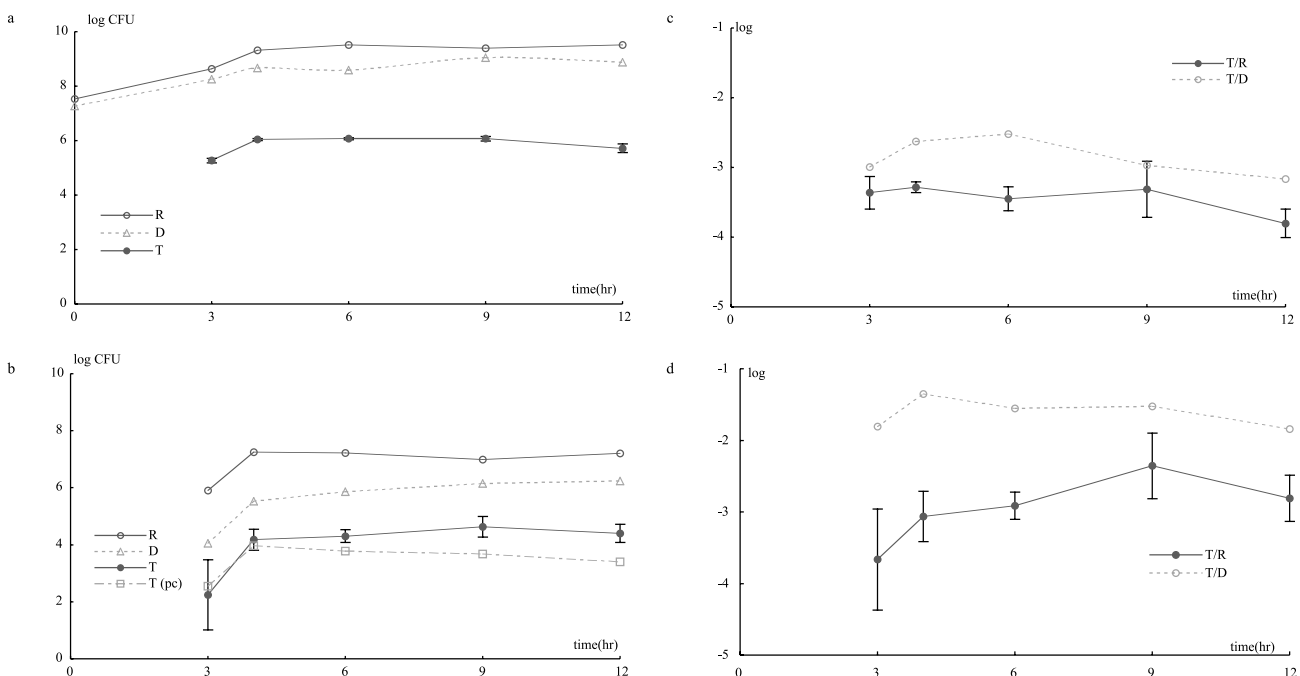 a
log CFU
10
8
6
4
2
0
R
D
T
time(hr)
0 3 6 9 12
c
log
-1
-2
-3
-4
-5
T/R
T/D
time(hr)
0 3 6 9 12
b
log CFU
10
8
6
4
2
0
R
D
T
T (pc)
time(hr)
0 3 6 9 12
d
log
-1
-2
-3
-4
-5
T/R
T/D
time(hr)
0 3 6 9 12